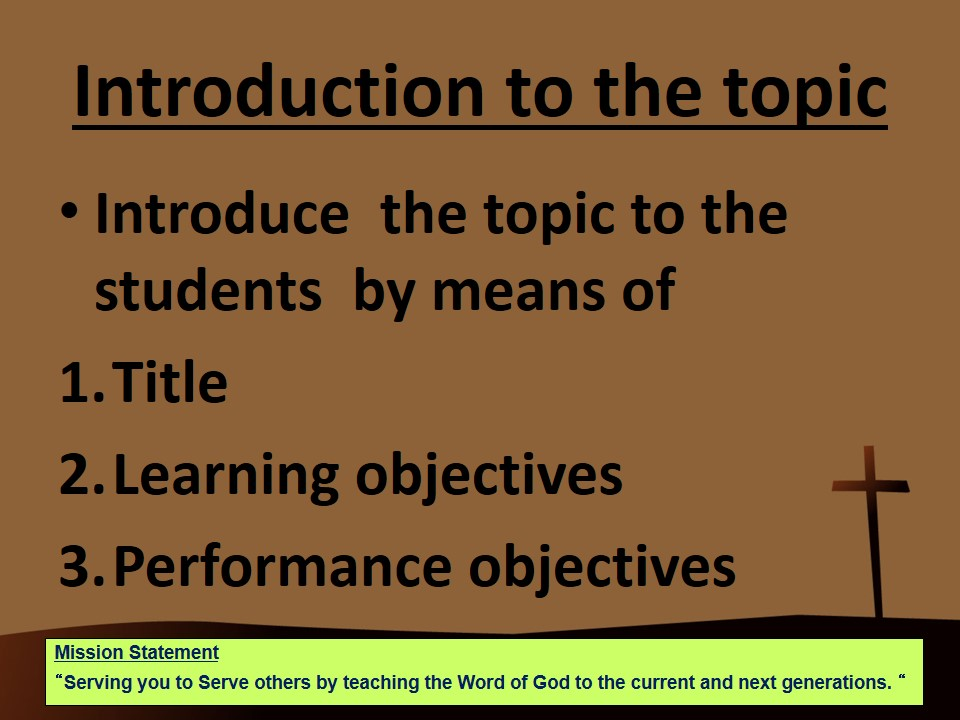 Introduction to the topic
• Introduce  the topic to the
students  by means of
1. Title
2. Learning objectives
3. Performance objectives
Mission Statement
“Serving you to Serve others by teaching the Word of God to the current and next generations. “